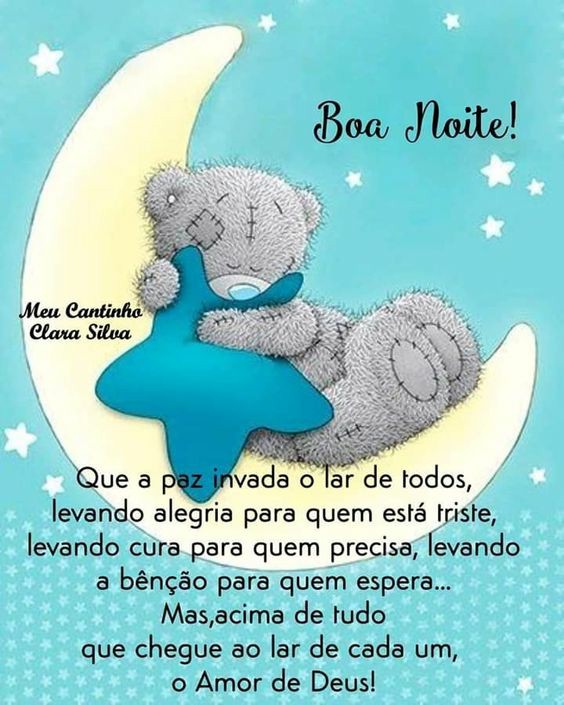 Boa Noite!
Meu Cantinho
Clara Silva
Que a paz invada o lar de todos,
levando alegria para quem está triste,
levando cura para quem precisa, levando
a bênção para quem espera...
Mas,acima de tudo
que chegue ao lar de cada um,
o Amor de Deus!